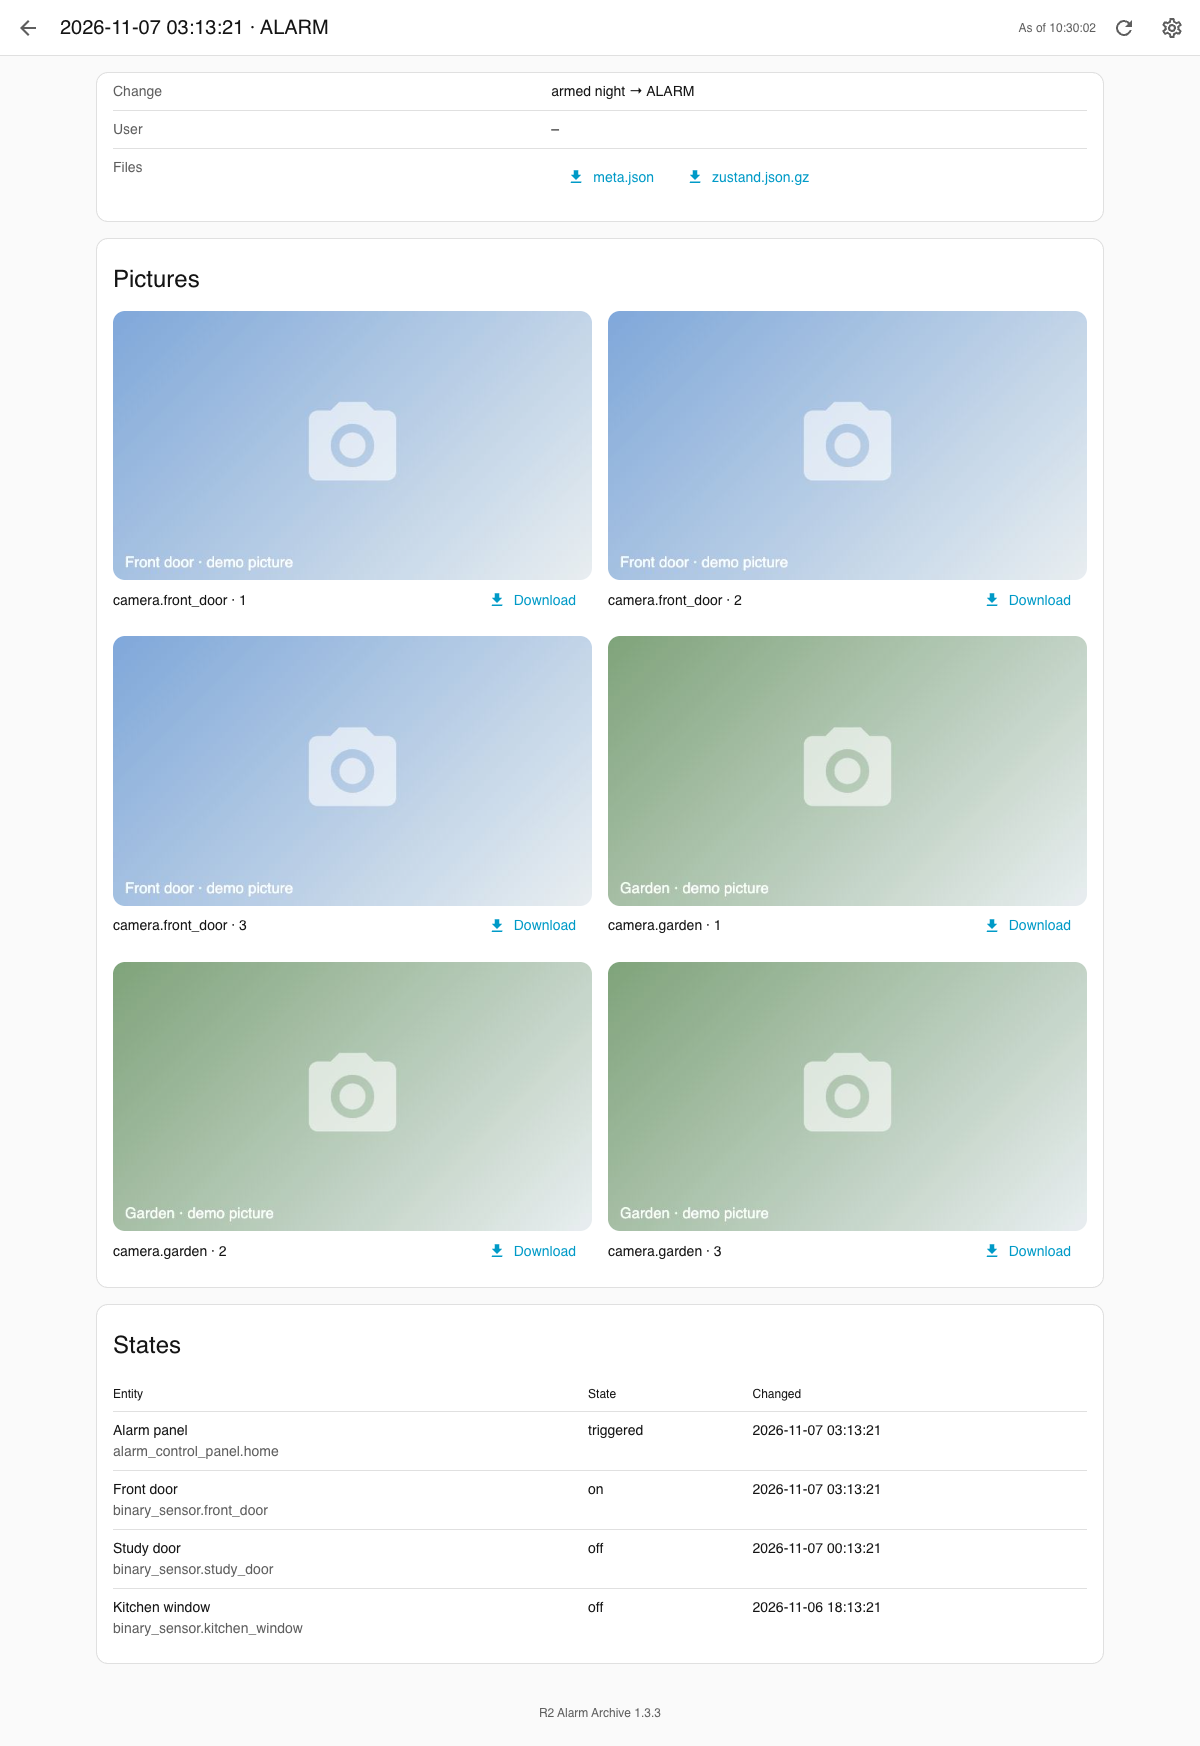 2026-11-07 03:13:21 · ALARM
As of 10:30:02
Change
armed night → ALARM
User
–
Files
meta.json
zustand.json.gz
Pictures
Front door · demo picture
Front door · demo picture
camera.front_door · 1
Download
camera.front_door · 2
Download
Front door · demo picture
Garden · demo picture
camera.front_door · 3
Download
camera.garden · 1
Download
Garden · demo picture
Garden · demo picture
camera.garden · 2
Download
camera.garden · 3
Download
States
Entity
State
Changed
Alarm panel
triggered
2026-11-07 03:13:21
alarm_control_panel.home
Front door
on
2026-11-07 03:13:21
binary_sensor.front_door
Study door
off
2026-11-07 00:13:21
binary_sensor.study_door
Kitchen window
off
2026-11-06 18:13:21
binary_sensor.kitchen_window
R2 Alarm Archive 1.3.3